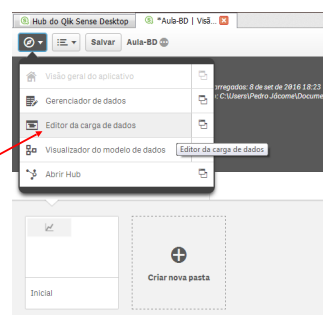 Hub do Qlik Sense Desktop
*Aula-BD | Visã...
Salvar
Aula-BD
Visão geral do aplicativo
Gerenciador de dados
Editor da carga de dados
Visualizador do modelo de dados
Abrir Hub
Editor da carga de dados
orregados: 8 de set de 2016 18:23
: C:\Users\Pedro Jácome\Docume
Inicial
Criar nova pasta